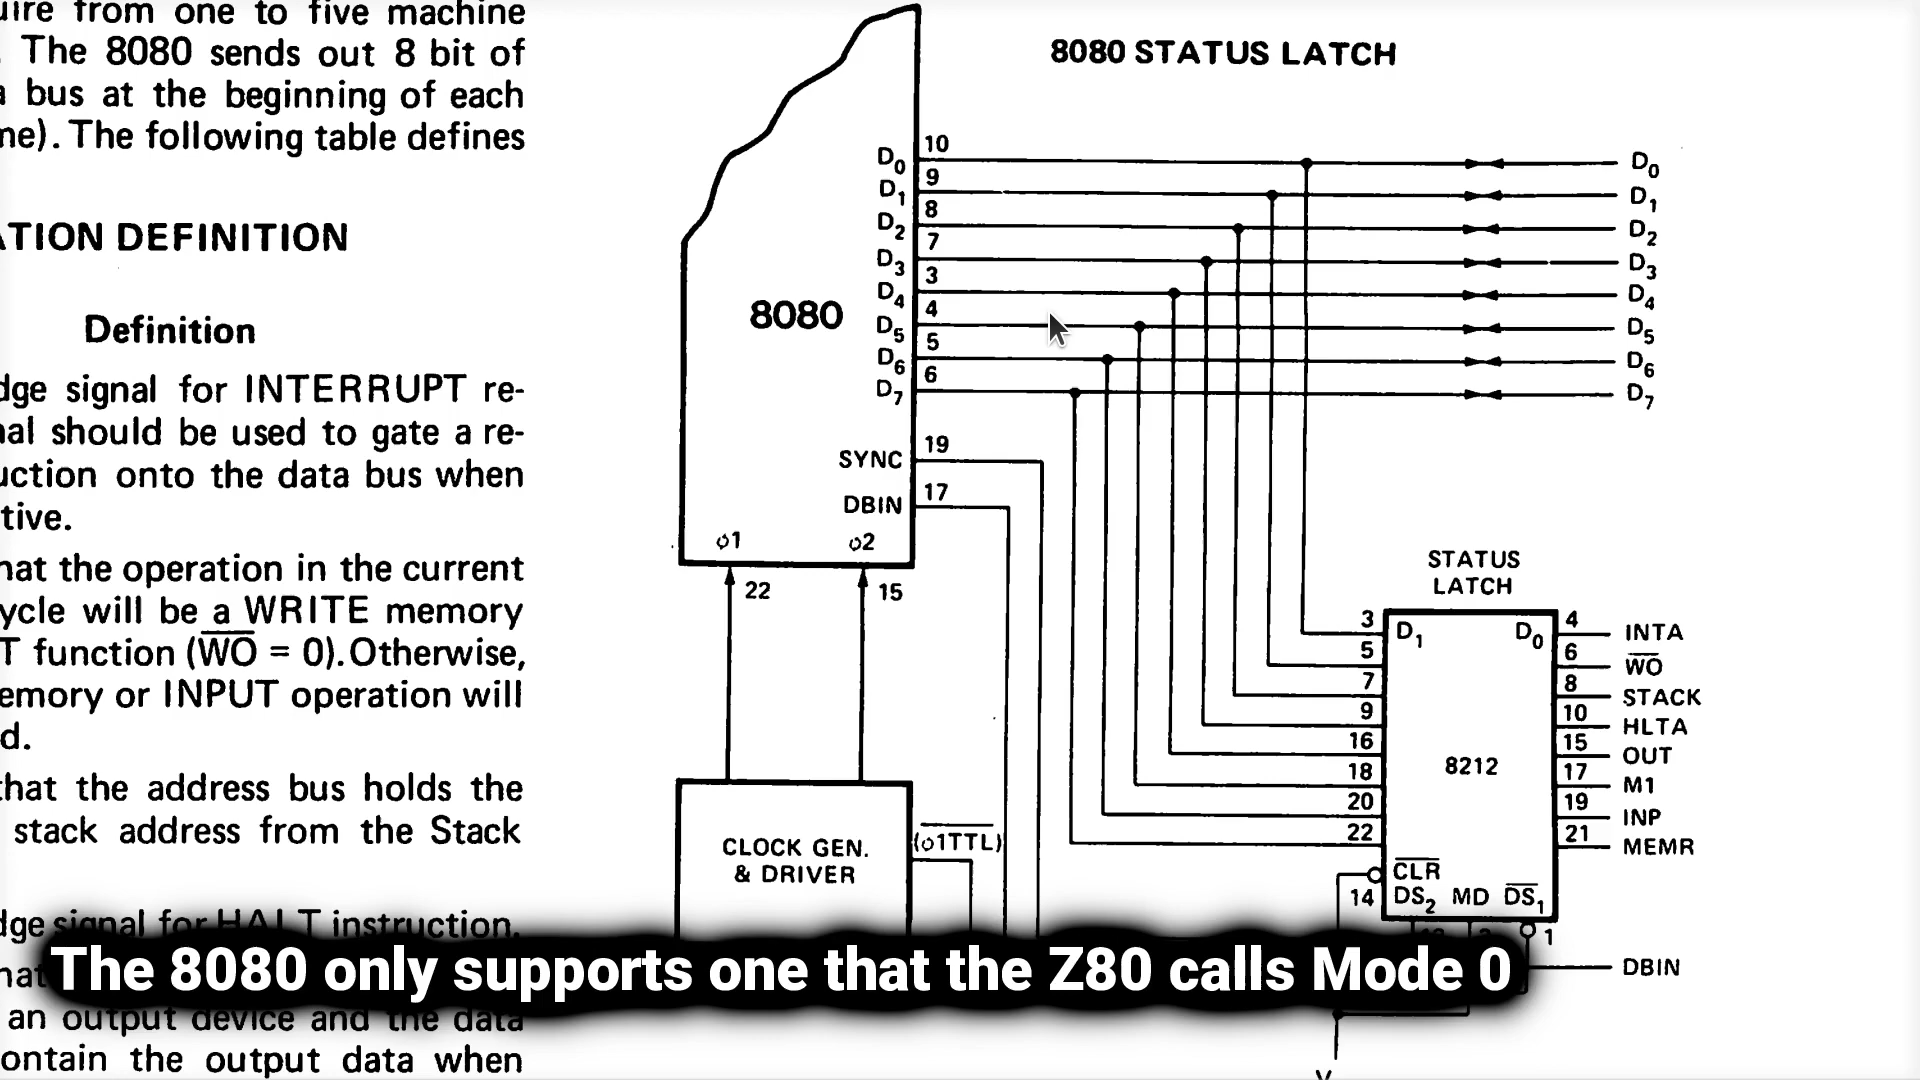 uire from one to five machine
. The 8080 sends out 8 bit of
bus at the beginning of each
me). The following table defines
ATION DEFINITION
Definition
dge signal for INTERRUPT re-
nal should be used to gate a re-
uction onto the data bus when
tive.
hat the operation in the current
ycle will be a WRITE memory
T function (WO = 0).Otherwise,
emory or INPUT operation will
d.
that the address bus holds the
stack address from the Stack
dge signal for HALT instruction.
hat
an output device and the data
ontain the output data when
8080 STATUS LATCH
8080
D0 10 D0
D1 9 D1
D2 8 D2
D3 7 D3
D4 3 D4
D5 4 D5
D6 5 D6
D7 6 D7
SYNC 19
DBIN 17
φ1 φ2
22 15
CLOCK GEN.
& DRIVER
(φ1TTL)
STATUS
LATCH
8212
3 D1 D0 4 INTA
5 6 WO
7 8 STACK
9 10 HLTA
16 15 OUT
18 17 M1
20 19 INP
22 21 MEMR
CLR
14 DS2 MD DS1
1
DBIN
The 8080 only supports one that the Z80 calls Mode 0